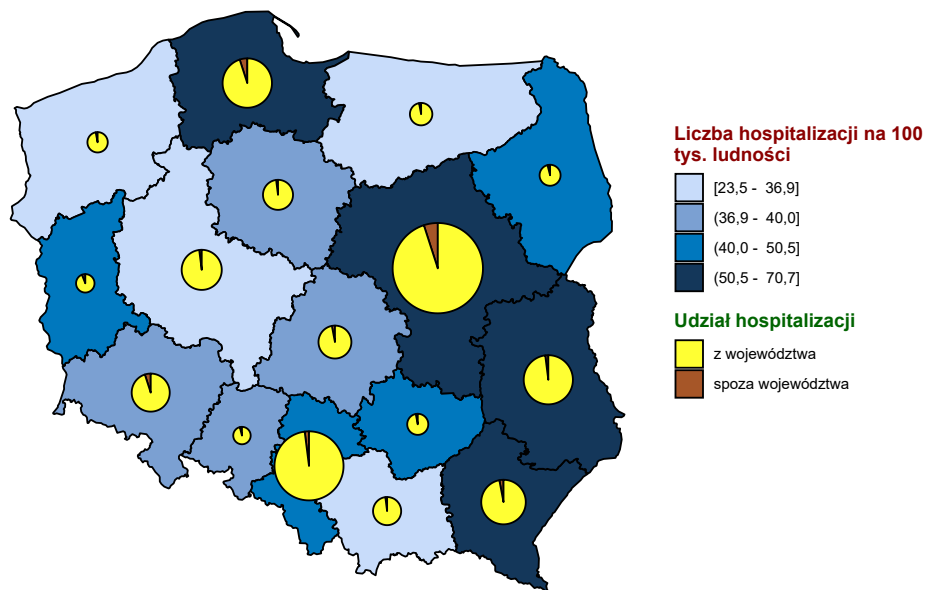 Liczba hospitalizacji na 100
tys. ludności
[23,5 - 36,9]
(36,9 - 40,0]
(40,0 - 50,5]
(50,5 - 70,7]
Udział hospitalizacji
z województwa
spoza województwa